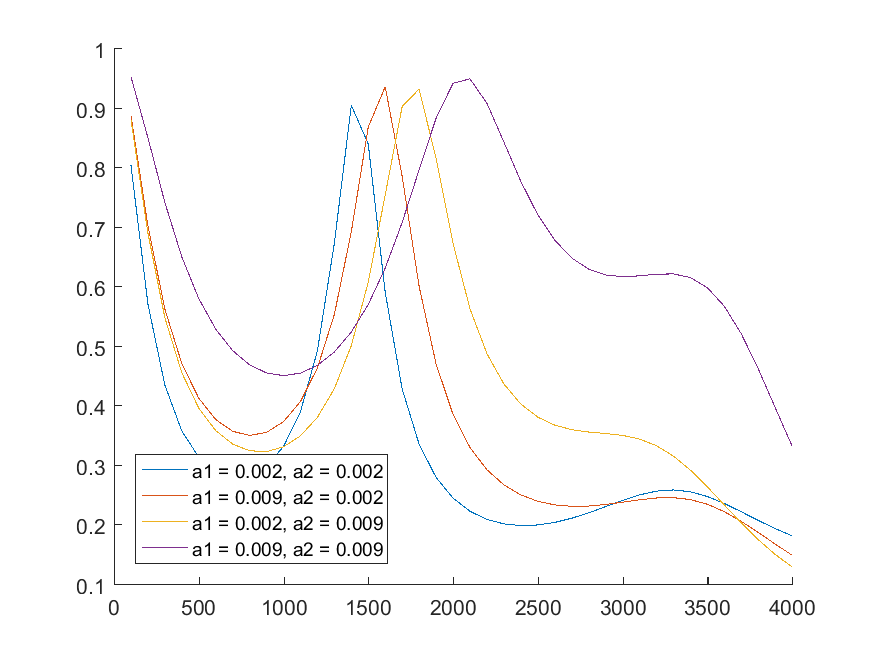 1
0.9
0.8
0.7
0.6
0.5
0.4
0.3
0.2
0.1
a1 = 0.002, a2 = 0.002
a1 = 0.009, a2 = 0.002
a1 = 0.002, a2 = 0.009
a1 = 0.009, a2 = 0.009
0 500 1000 1500 2000 2500 3000 3500 4000